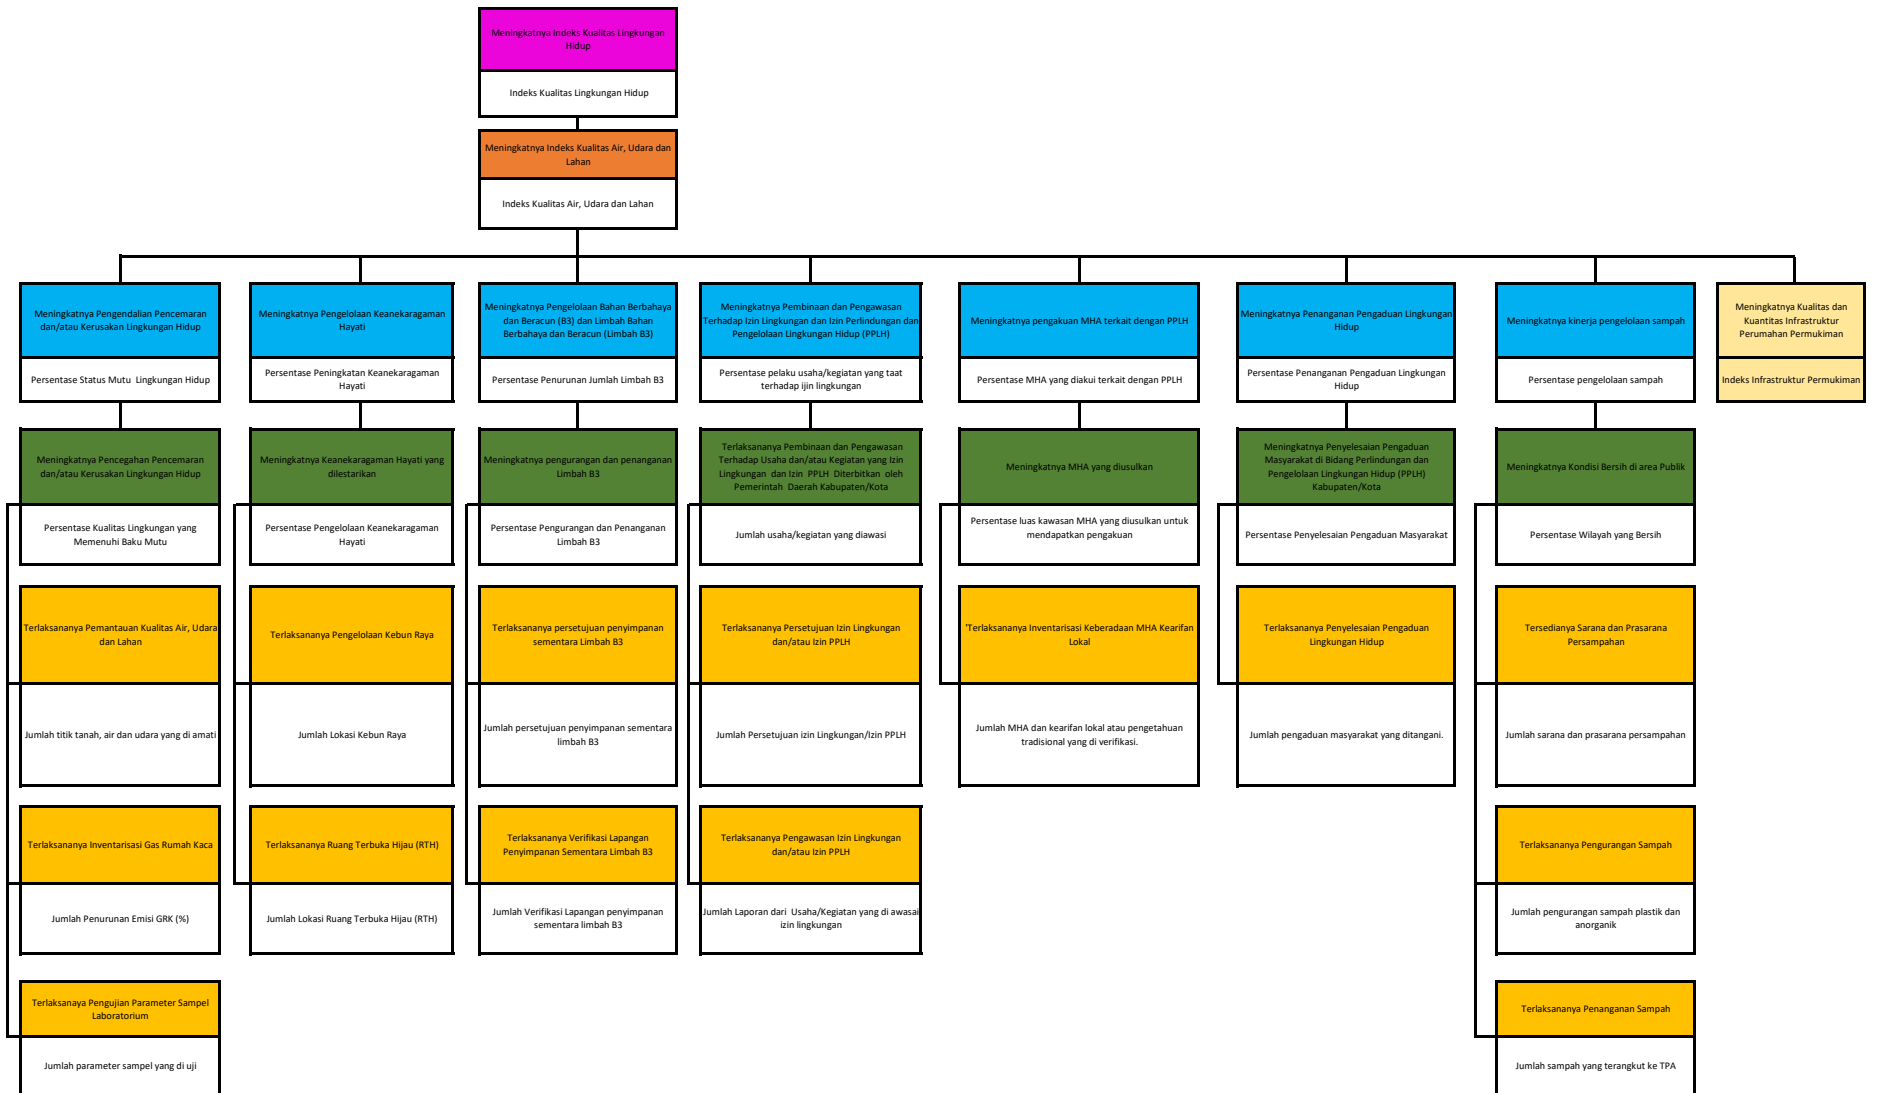 Meningkatnya Indeks Kualitas Lingkungan
Hidup
Indeks Kualitas Lingkungan Hidup
Meningkatnya Indeks Kualitas Air, Udara dan
Lahan
Indeks Kualitas Air, Udara dan Lahan
Meningkatnya Pengendalian Pencemaran
dan/atau Kerusakan Lingkungan Hidup
Persentase Status Mutu  Lingkungan Hidup
Meningkatnya Pengelolaan Keanekaragaman
Hayati
Persentase Peningkatan Keanekaragaman
Hayati
Meningkatnya Pengelolaan Bahan Berbahaya
dan Beracun (B3) dan Limbah Bahan
Berbahaya dan Beracun (Limbah B3)
Persentase Penurunan Jumlah Limbah B3
Meningkatnya Pembinaan dan Pengawasan
Terhadap Izin Lingkungan dan Izin Perlindungan dan
Pengelolaan Lingkungan Hidup (PPLH)
Persentase pelaku usaha/kegiatan yang taat
terhadap ijin lingkungan
Meningkatnya pengakuan MHA terkait dengan PPLH
Persentase MHA yang diakui terkait dengan PPLH
Meningkatnya Penanganan Pengaduan Lingkungan
Hidup
Persentase Penanganan Pengaduan Lingkungan
Hidup
Meningkatnya kinerja pengelolaan sampah
Persentase pengelolaan sampah
Meningkatnya Kualitas dan
Kuantitas Infrastruktur
Perumahan Permukiman
Indeks Infrastruktur Permukiman
Meningkatnya Pencegahan Pencemaran
dan/atau Kerusakan Lingkungan Hidup
Persentase Kualitas Lingkungan yang
Memenuhi Baku Mutu
Meningkatnya Keanekaragaman Hayati yang
dilestarikan
Persentase Pengelolaan Keanekaragaman
Hayati
Meningkatnya pengurangan dan penanganan
Limbah B3
Persentase Pengurangan dan Penanganan
Limbah B3
Terlaksananya Pembinaan dan Pengawasan
Terhadap Usaha dan/atau Kegiatan yang Izin
Lingkungan  dan Izin  PPLH  Diterbitkan oleh
Pemerintah  Daerah Kabupaten/Kota
Jumlah usaha/kegiatan yang diawasi
Meningkatnya MHA yang diusulkan
Persentase luas kawasan MHA yang diusulkan untuk
mendapatkan pengakuan
Meningkatnya Penyelesaian Pengaduan
Masyarakat di Bidang Perlindungan dan
Pengelolaan Lingkungan Hidup (PPLH)
Kabupaten/Kota
Persentase Penyelesaian Pengaduan Masyarakat
Meningkatnya Kondisi Bersih di area Publik
Persentase Wilayah yang Bersih
Terlaksananya Pemantauan Kualitas Air, Udara
dan Lahan
Jumlah titik tanah, air dan udara yang di amati
Terlaksananya Pengelolaan Kebun Raya
Jumlah Lokasi Kebun Raya
Terlaksananya persetujuan penyimpanan
sementara Limbah B3
Jumlah persetujuan penyimpanan sementara
limbah B3
Terlaksananya Persetujuan Izin Lingkungan
dan/atau Izin PPLH
Jumlah Persetujuan izin Lingkungan/Izin PPLH
'Terlaksananya Inventarisasi Keberadaan MHA Kearifan
Lokal
Jumlah MHA dan kearifan lokal atau pengetahuan
tradisional yang di verifikasi.
Terlaksananya Penyelesaian Pengaduan
Lingkungan Hidup
Jumlah pengaduan masyarakat yang ditangani.
Tersedianya Sarana dan Prasarana
Persampahan
Jumlah sarana dan prasarana persampahan
Terlaksananya Inventarisasi Gas Rumah Kaca
Jumlah Penurunan Emisi GRK (%)
Terlaksananya Ruang Terbuka Hijau (RTH)
Jumlah Lokasi Ruang Terbuka Hijau (RTH)
Terlaksananya Verifikasi Lapangan
Penyimpanan Sementara Limbah B3
Jumlah Verifikasi Lapangan penyimpanan
sementara limbah B3
Terlaksananya Pengawasan Izin Lingkungan
dan/atau Izin PPLH
Jumlah Laporan dari  Usaha/Kegiatan yang di awasai
izin lingkungan
Terlaksananya Pengurangan Sampah
Jumlah pengurangan sampah plastik dan
anorganik
Terlaksanaya Pengujian Parameter Sampel
Laboratorium
Jumlah parameter sampel yang di uji
Terlaksananya Penanganan Sampah
Jumlah sampah yang terangkut ke TPA